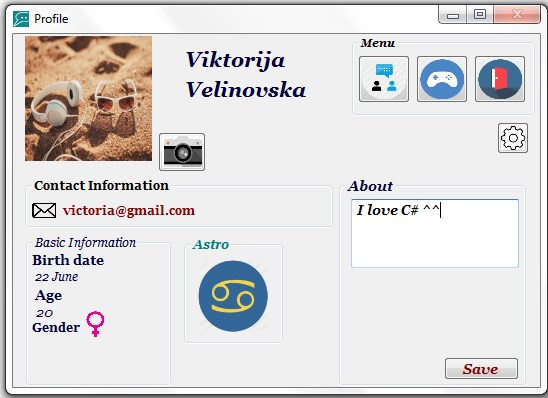 Profile
Viktorija
Velinovska
Menu
Contact Information
victoria@gmail.com
About
I love C# ^^
Basic Information
Birth date
22 June
Age
20
Gender
Astro
Save